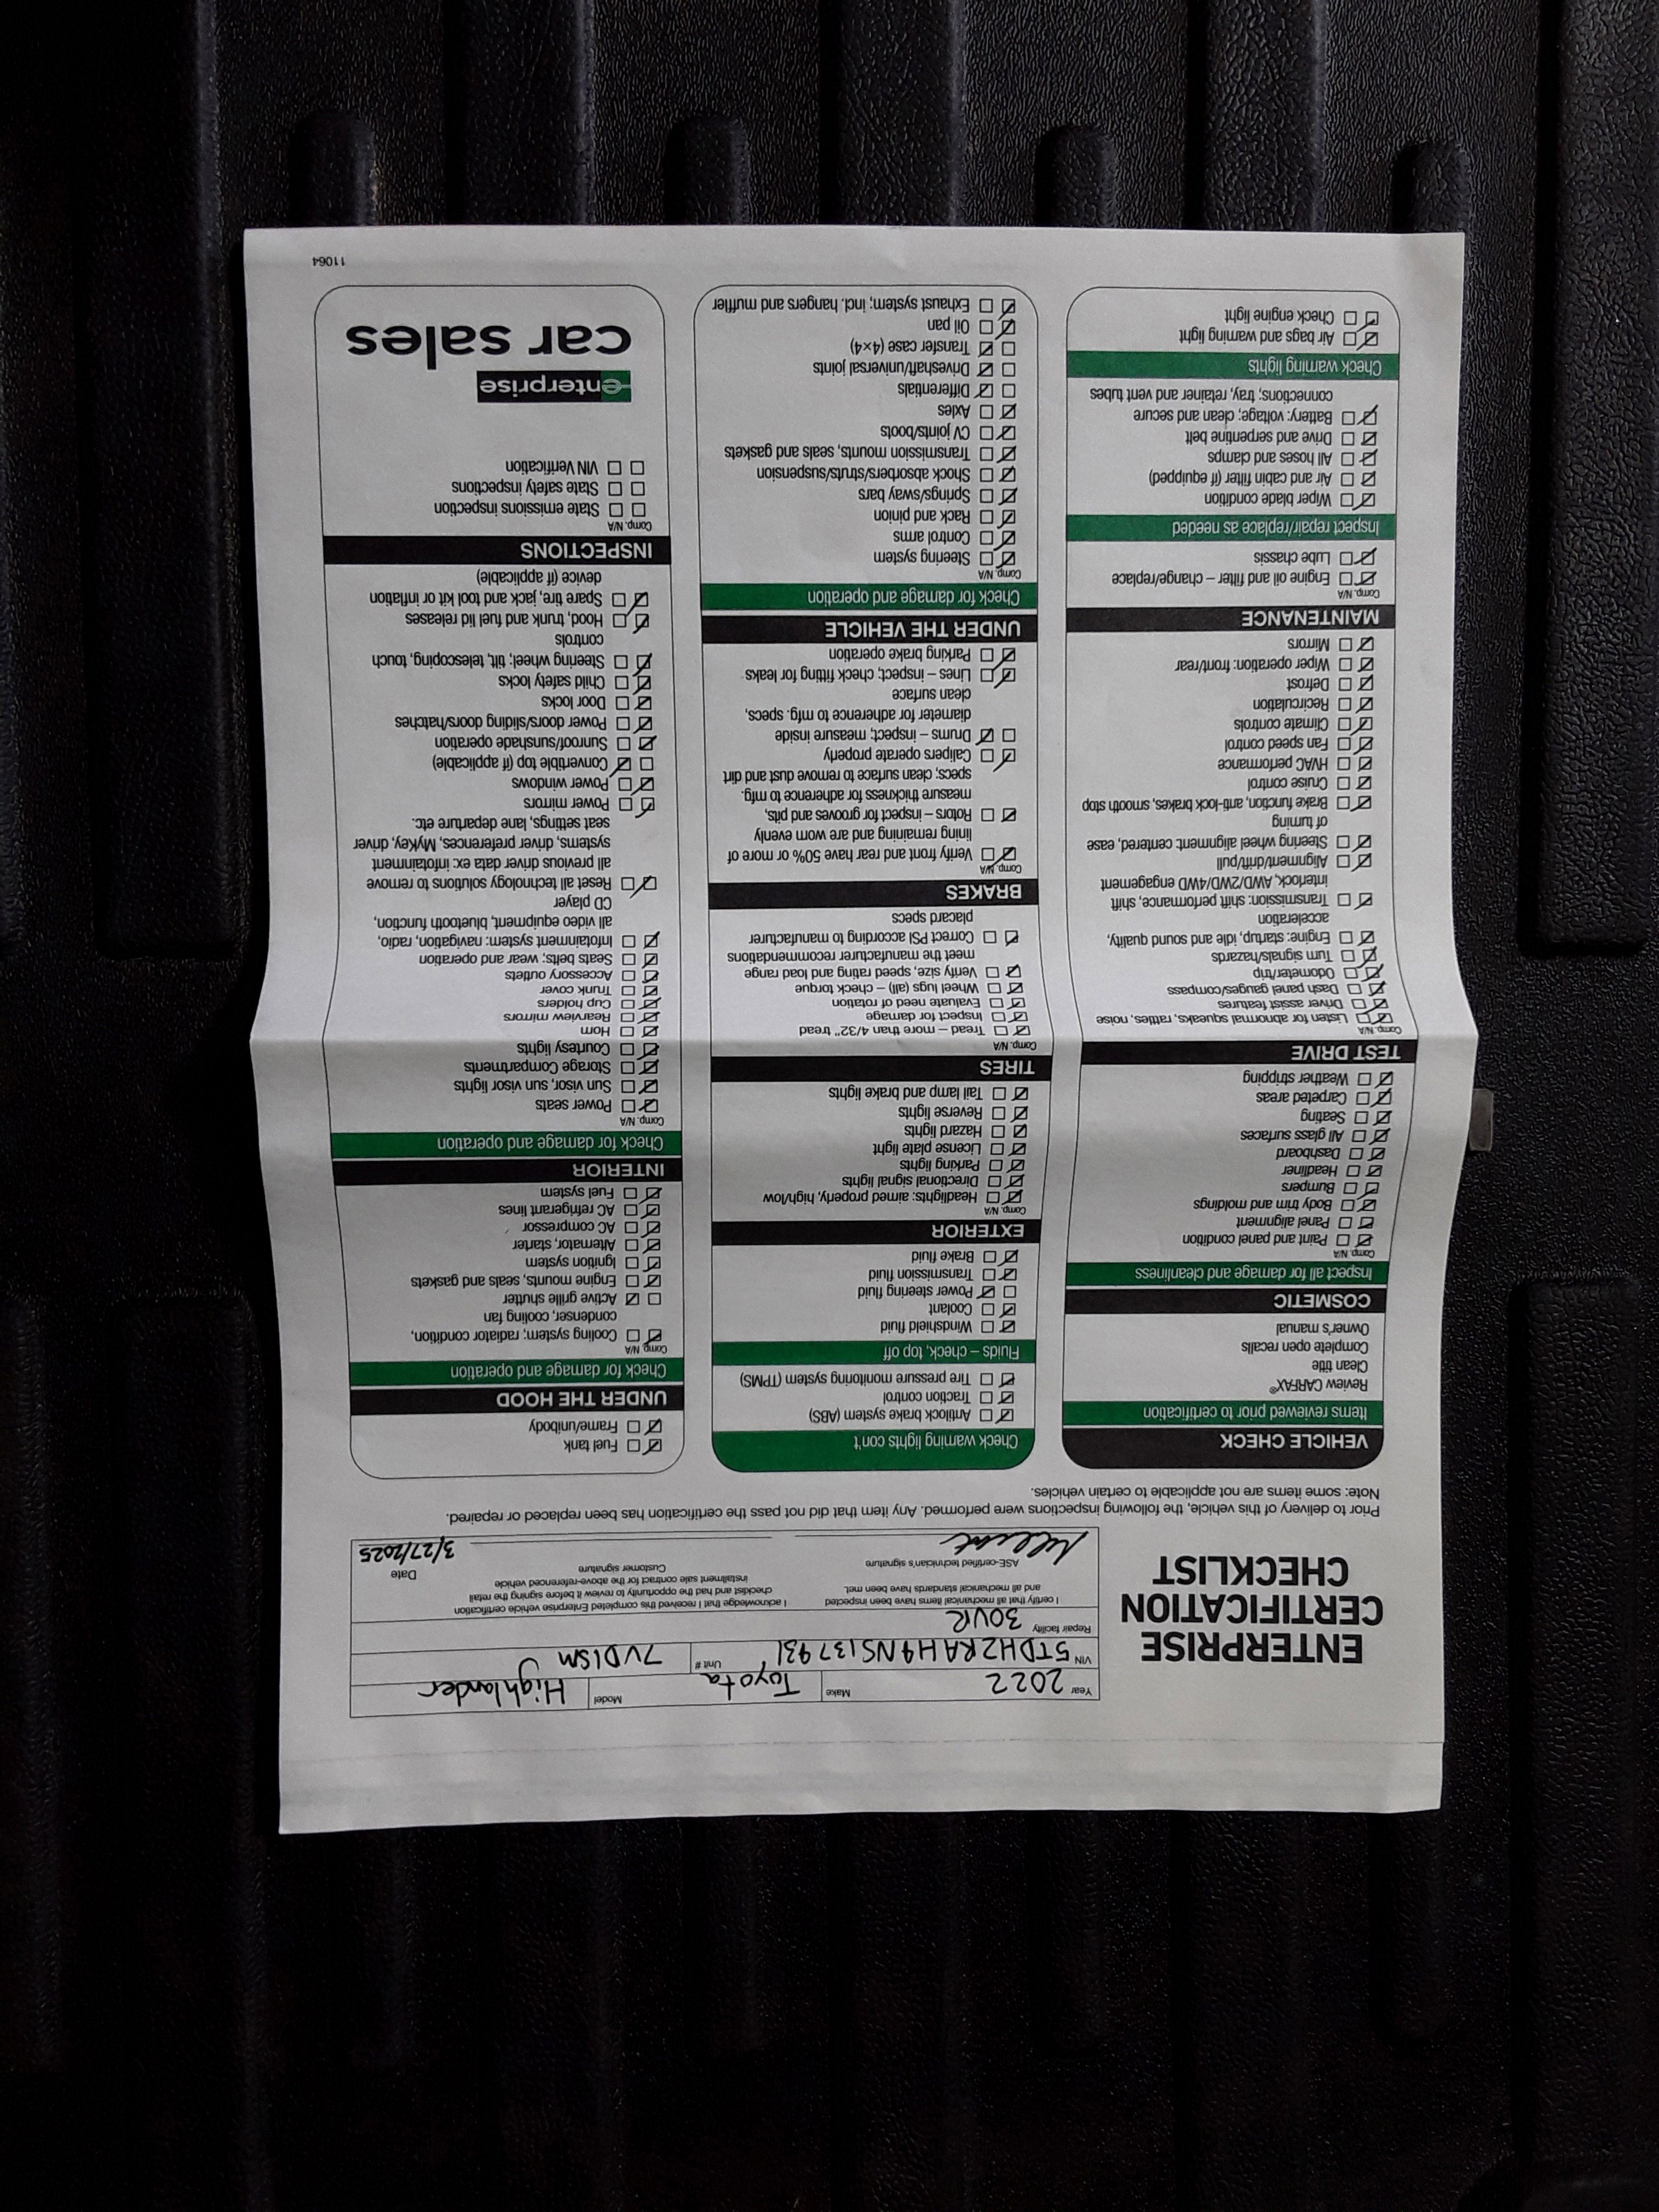 ENTERPRISE
CERTIFICATION
CHECKLIST
Year 2022 Make Toyota Model Highlander
VIN 5TDHZRAH4NS137931 Unit # 7VD1SM
Repair facility 30UR
I certify that all mechanical items have been inspected
and all mechanical standards have been met.
ASE-certified technician's signature
I acknowledge that I received this completed Enterprise vehicle certification
checklist and had the opportunity to review it before signing the retail
installment sale contract for the above-referenced vehicle
Customer signature
Date
3/27/2025
Prior to delivery of this vehicle, the following inspections were performed. Any item that did not pass the certification has been replaced or repaired.
Note: some items are not applicable to certain vehicles.
VEHICLE CHECK
Items reviewed prior to certification
Review CARFAX®
Clean title
Complete open recalls
Owner's manual
COSMETIC
Inspect all for damage and cleanliness
Comp. N/A
Paint and panel condition
Panel alignment
Body trim and moldings
Bumpers
Headliner
Dashboard
All glass surfaces
Seating
Carpeted areas
Weather stripping
TEST DRIVE
Comp. N/A
Listen for abnormal squeaks, rattles, noise
Driver assist features
Dash panel gauges/compass
Odometer/trip
Turn signals/hazards
Engine: startup, idle and sound quality,
acceleration
Transmission: shift performance, shift
interlock, AWD/2WD/4WD engagement
Alignment/drift/pull
Steering wheel alignment: centered, ease
of turning
Brake function, anti-lock brakes, smooth stop
Cruise control
HVAC performance
Fan speed control
Climate controls
Recirculation
Defrost
Wiper operation: front/rear
Mirrors
MAINTENANCE
Comp. N/A
Engine oil and filter – change/replace
Lube chassis
Inspect repair/replace as needed
Wiper blade condition
Air and cabin filter (if equipped)
All hoses and clamps
Drive and serpentine belt
Battery: voltage; clean and secure
connections; tray, retainer and vent tubes
Check warning lights
Air bags and warning light
Check engine light
Check warning lights con't
Antilock brake system (ABS)
Traction control
Tire pressure monitoring system (TPMS)
Fluids – check, top off
Windshield fluid
Coolant
Power steering fluid
Transmission fluid
Brake fluid
EXTERIOR
Comp. N/A
Headlights: aimed properly, high/low
Directional signal lights
Parking lights
License plate light
Hazard lights
Reverse lights
Tail lamp and brake lights
TIRES
Comp. N/A
Tread – more than 4/32" tread
Inspect for damage
Evaluate need of rotation
Wheel lugs (all) – check torque
Verify size, speed rating and load range
meet the manufacturer recommendations
Correct PSI according to manufacturer
placard specs
BRAKES
Comp. N/A
Verify front and rear have 50% or more of
lining remaining and are worn evenly
Rotors – inspect for grooves and pits,
measure thickness for adherence to mfg.
specs; clean surface to remove dust and dirt
Calipers operate properly
Drums – inspect; measure inside
diameter for adherence to mfg. specs,
clean surface
Lines – inspect; check fitting for leaks
Parking brake operation
UNDER THE VEHICLE
Check for damage and operation
Comp. N/A
Steering system
Control arms
Rack and pinion
Springs/sway bars
Shock absorbers/struts/suspension
Transmission mounts, seals and gaskets
CV joints/boots
Axles
Differentials
Driveshaft/universal joints
Transfer case (4×4)
Oil pan
Exhaust system; incl. hangers and muffler
Fuel tank
Frame/unibody
UNDER THE HOOD
Check for damage and operation
Comp. N/A
Cooling system; radiator condition,
condenser, cooling fan
Active grille shutter
Engine mounts, seals and gaskets
Ignition system
Alternator, starter
AC compressor
AC refrigerant lines
Fuel system
INTERIOR
Check for damage and operation
Comp. N/A
Power seats
Sun visor, sun visor lights
Storage Compartments
Courtesy lights
Horn
Rearview mirrors
Cup holders
Trunk cover
Accessory outlets
Seats belts; wear and operation
Infotainment system: navigation, radio,
all video equipment, bluetooth function,
CD player
Reset all technology solutions to remove
all previous driver data ex: infotainment
systems, driver preferences, MyKey, driver
seat settings, lane departure etc.
Power mirrors
Power windows
Convertible top (if applicable)
Sunroof/sunshade operation
Power doors/sliding doors/hatches
Door locks
Child safety locks
Steering wheel; tilt, telescoping, touch
controls
Hood, trunk and fuel lid releases
Spare tire, jack and tool kit or inflation
device (if applicable)
INSPECTIONS
Comp. N/A
State emissions inspection
State safety inspections
VIN Verification
enterprise
car sales
11064